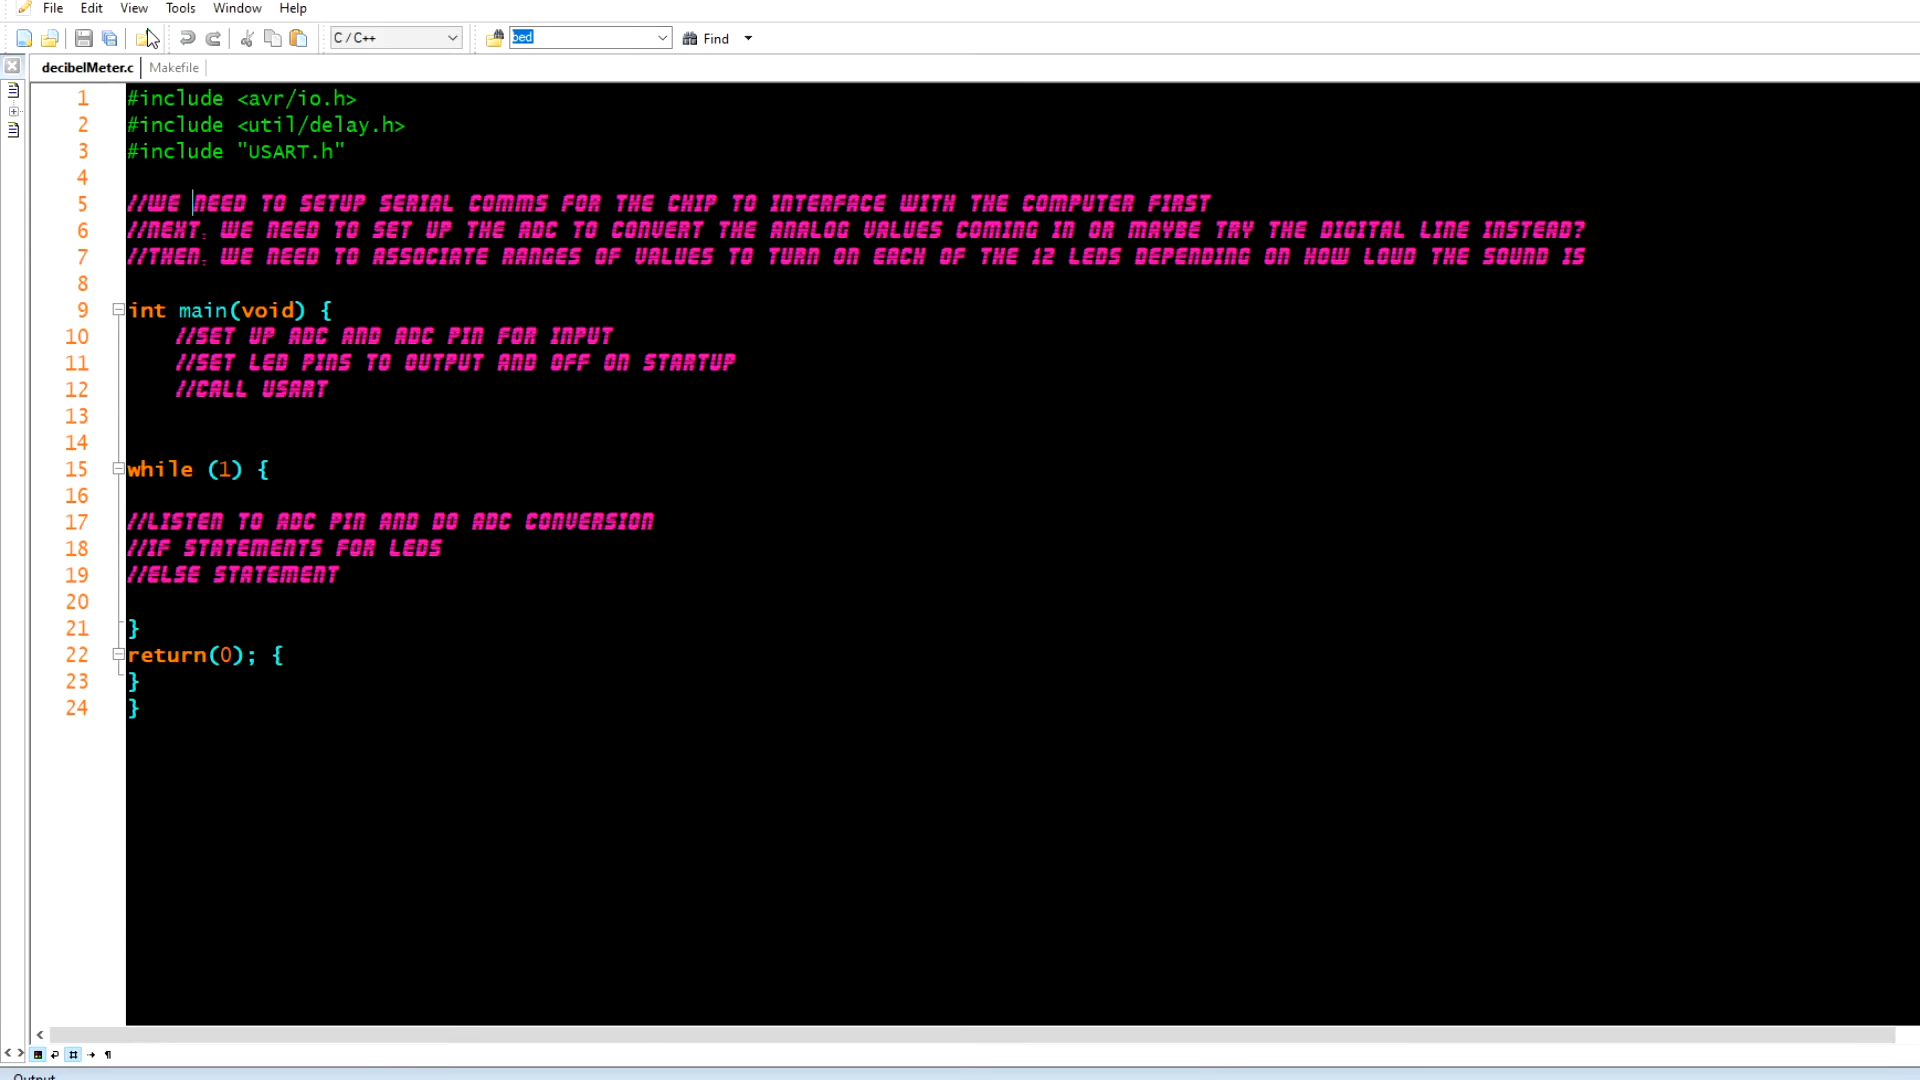 File Edit View Tools Window Help
C / C++ bed Find
decibelMeter.c Makefile
1 #include <avr/io.h>
2 #include <util/delay.h>
3 #include "USART.h"
4
5 //WE NEED TO SETUP SERIAL COMMS FOR THE CHIP TO INTERFACE WITH THE COMPUTER FIRST
6 //NEXT, WE NEED TO SET UP THE ADC TO CONVERT THE ANALOG VALUES COMING IN OR MAYBE TRY THE DIGITAL LINE INSTEAD?
7 //THEN, WE NEED TO ASSOCIATE RANGES OF VALUES TO TURN ON EACH OF THE 12 LEDS DEPENDING ON HOW LOUD THE SOUND IS
8
9 int main(void) {
10 //SET UP ADC AND ADC PIN FOR INPUT
11 //SET LED PINS TO OUTPUT AND OFF ON STARTUP
12 //CALL USART
13
14
15 while (1) {
16
17 //LISTEN TO ADC PIN AND DO ADC CONVERSION
18 //IF STATEMENTS FOR LEDS
19 //ELSE STATEMENT
20
21 }
22 return(0); {
23 }
24 }
Output